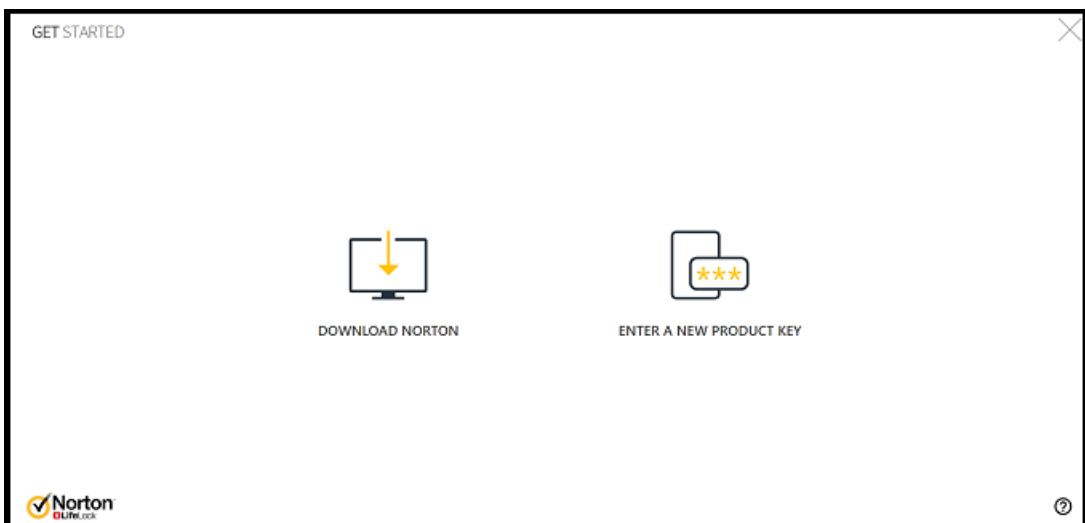 GET STARTED
***
DOWNLOAD NORTON
ENTER A NEW PRODUCT KEY
Norton
LifeLock